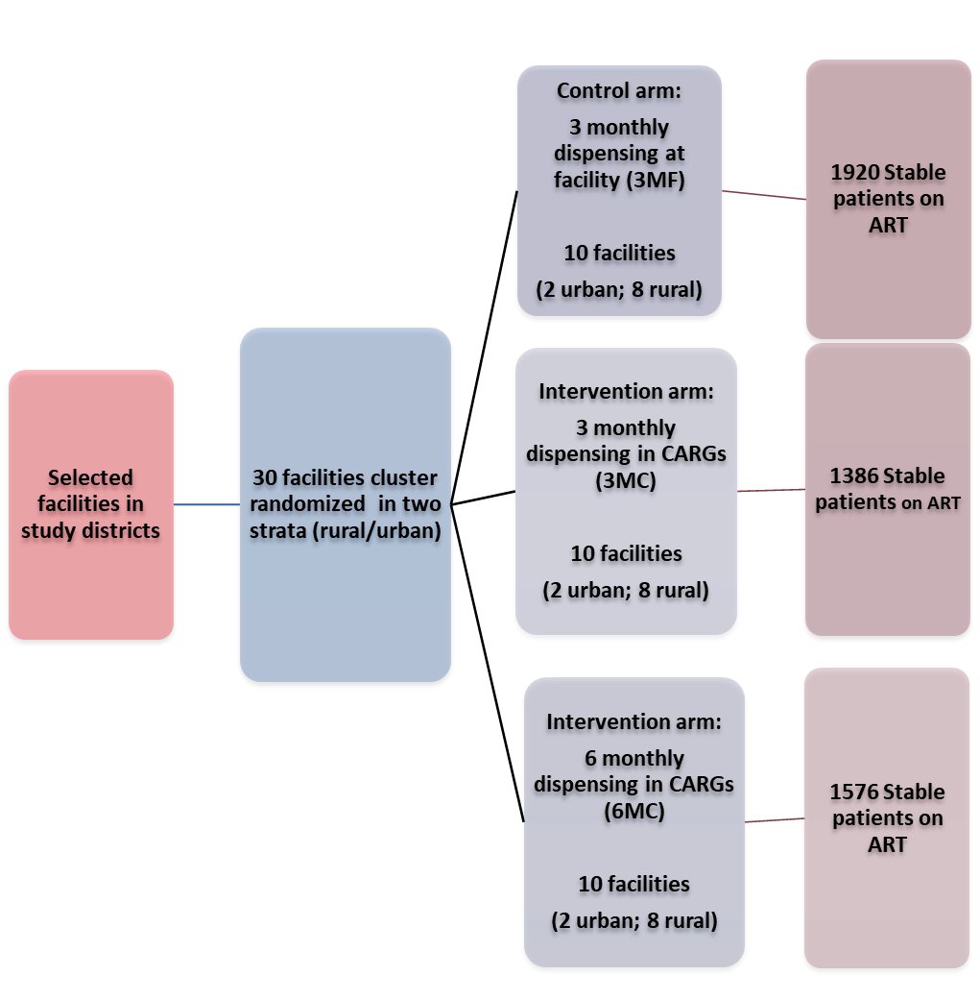 Selected
facilities in
study districts
30 facilities cluster
randomized in two
strata (rural/urban)
Control arm:
3 monthly
dispensing at
facility (3MF)
10 facilities
(2 urban; 8 rural)
1920 Stable
patients on
ART
Intervention arm:
3 monthly
dispensing in CARGs
(3MC)
10 facilities
(2 urban; 8 rural)
1386 Stable
patients on ART
Intervention arm:
6 monthly
dispensing in CARGs
(6MC)
10 facilities
(2 urban; 8 rural)
1576 Stable
patients on
ART